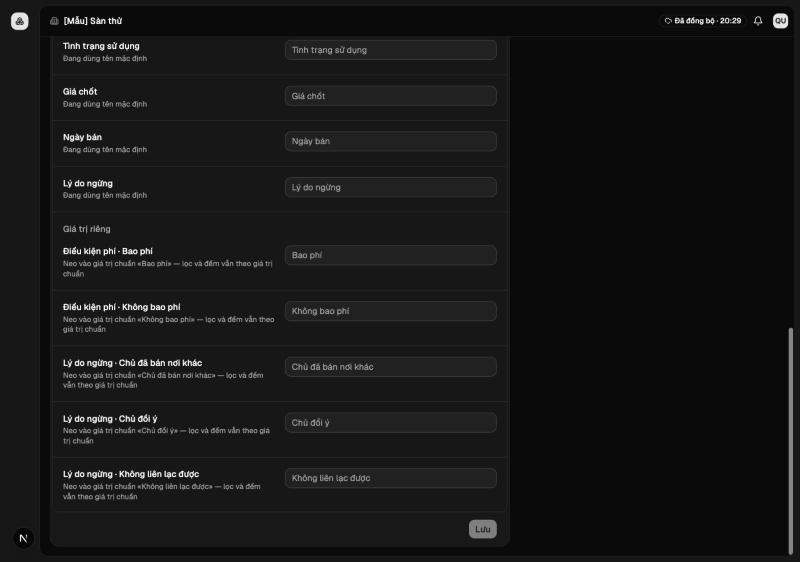 [Mẫu] Sàn thử
Đã đồng bộ · 20:29
QU
Tình trạng sử dụng
Đang dùng tên mặc định
Tình trạng sử dụng
Giá chốt
Đang dùng tên mặc định
Giá chốt
Ngày bán
Đang dùng tên mặc định
Ngày bán
Lý do ngừng
Đang dùng tên mặc định
Lý do ngừng
Giá trị riêng
Điều kiện phí · Bao phí
Neo vào giá trị chuẩn «Bao phí» — lọc và đếm vẫn theo giá trị
chuẩn
Bao phí
Điều kiện phí · Không bao phí
Neo vào giá trị chuẩn «Không bao phí» — lọc và đếm vẫn theo
giá trị chuẩn
Không bao phí
Lý do ngừng · Chủ đã bán nơi khác
Neo vào giá trị chuẩn «Chủ đã bán nơi khác» — lọc và đếm
vẫn theo giá trị chuẩn
Chủ đã bán nơi khác
Lý do ngừng · Chủ đổi ý
Neo vào giá trị chuẩn «Chủ đổi ý» — lọc và đếm vẫn theo giá
trị chuẩn
Chủ đổi ý
Lý do ngừng · Không liên lạc được
Neo vào giá trị chuẩn «Không liên lạc được» — lọc và đếm
vẫn theo giá trị chuẩn
Không liên lạc được
Lưu
N